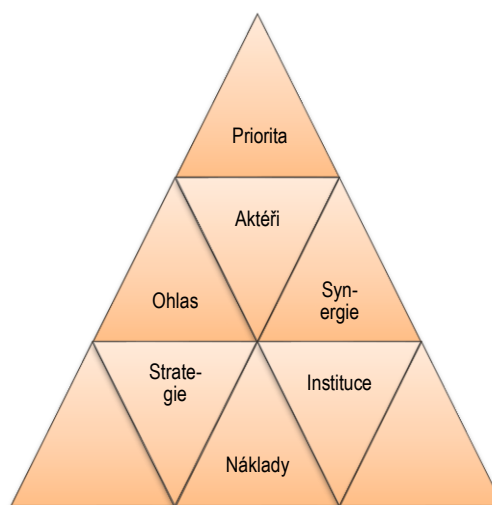 Priorita
Aktéři
Ohlas
Syn-
ergie
Strate-
gie
Instituce
Náklady